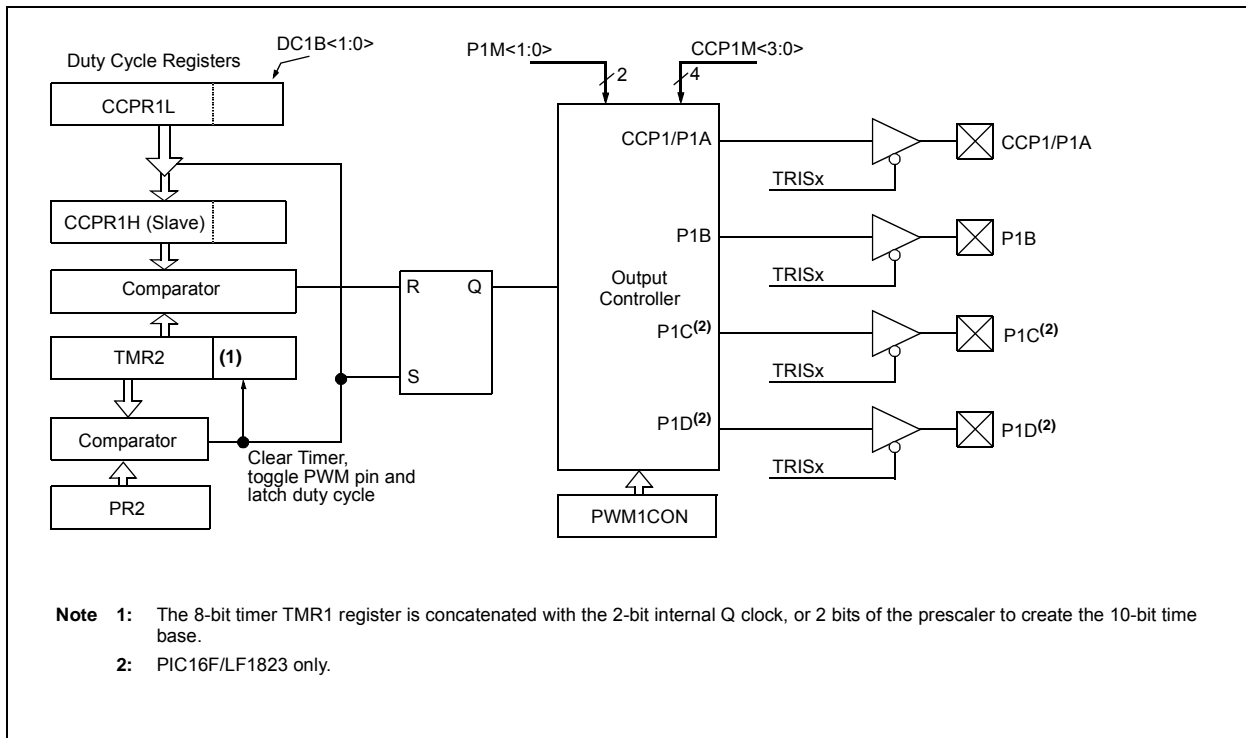 DC1B<1:0>
Duty Cycle Registers
CCPR1L
CCPR1H (Slave)
Comparator
TMR2
(1)
Comparator
PR2
Clear Timer,
toggle PWM pin and
latch duty cycle
R
Q
S
P1M<1:0>
2
CCP1M<3:0>
4
CCP1/P1A
P1B
Output
Controller
P1C(2)
P1D(2)
PWM1CON
TRISx
CCP1/P1A
TRISx
P1B
TRISx
P1C(2)
TRISx
P1D(2)
Note 1: The 8-bit timer TMR1 register is concatenated with the 2-bit internal Q clock, or 2 bits of the prescaler to create the 10-bit time
base.
2: PIC16F/LF1823 only.